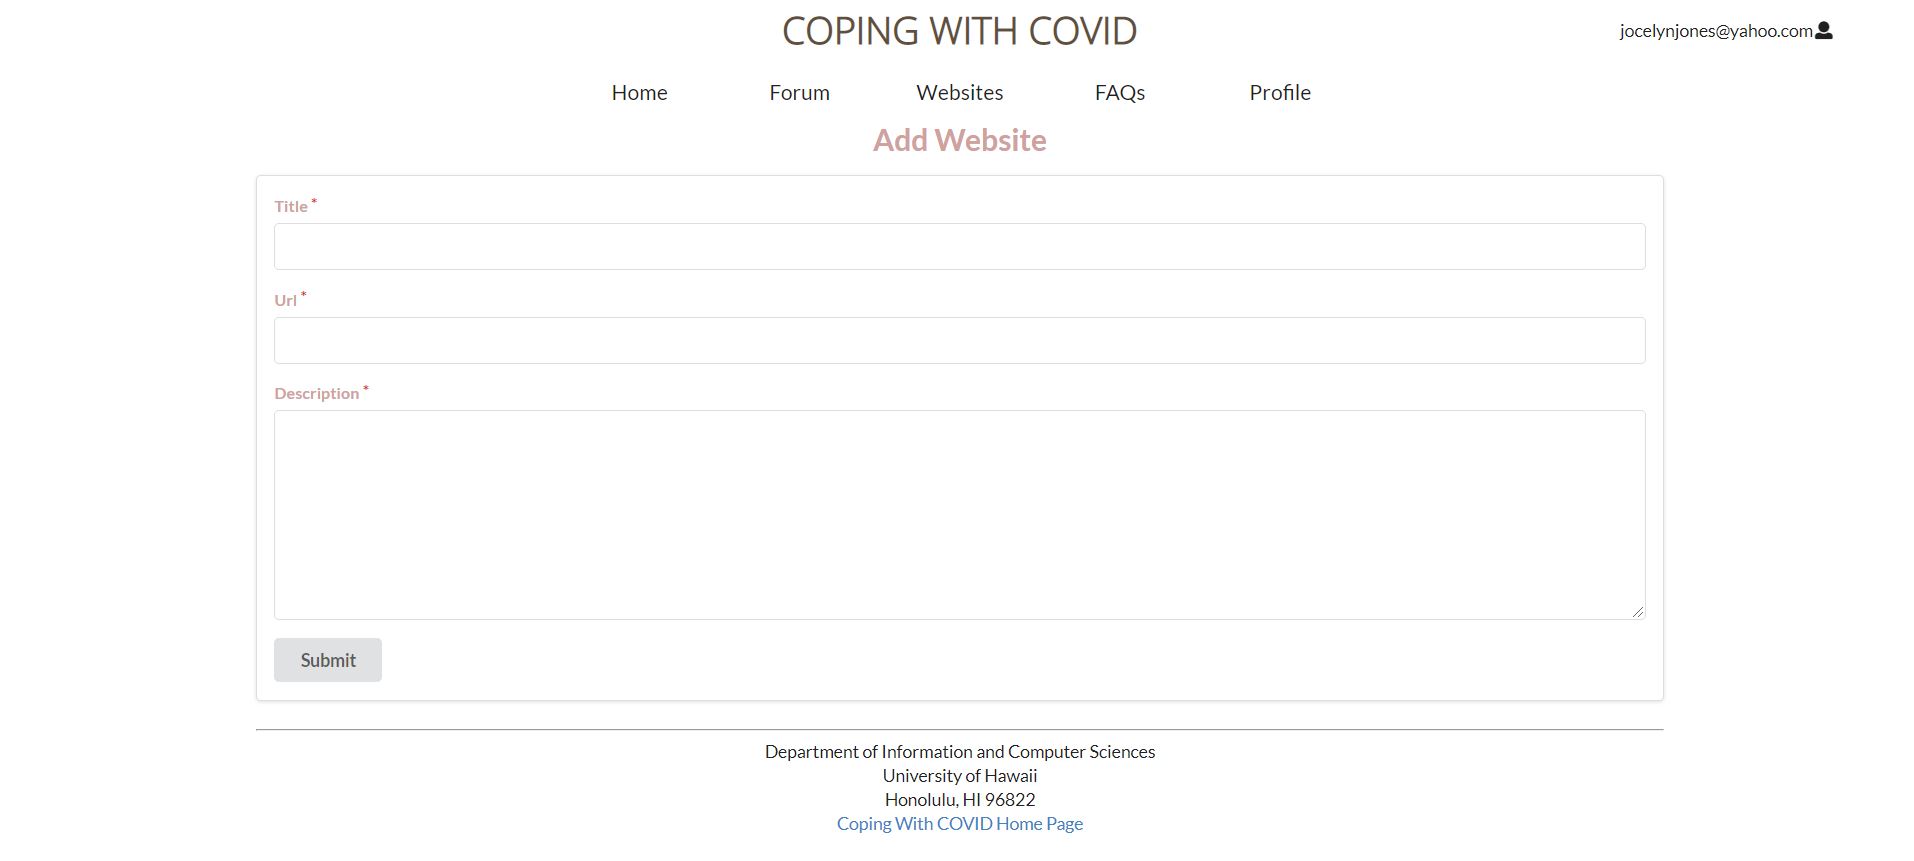 COPING WITH COVID
jocelynjones@yahoo.com
Home Forum Websites FAQs Profile
Add Website
Title *
Url *
Description *
Submit
Department of Information and Computer Sciences
University of Hawaii
Honolulu, HI 96822
Coping With COVID Home Page